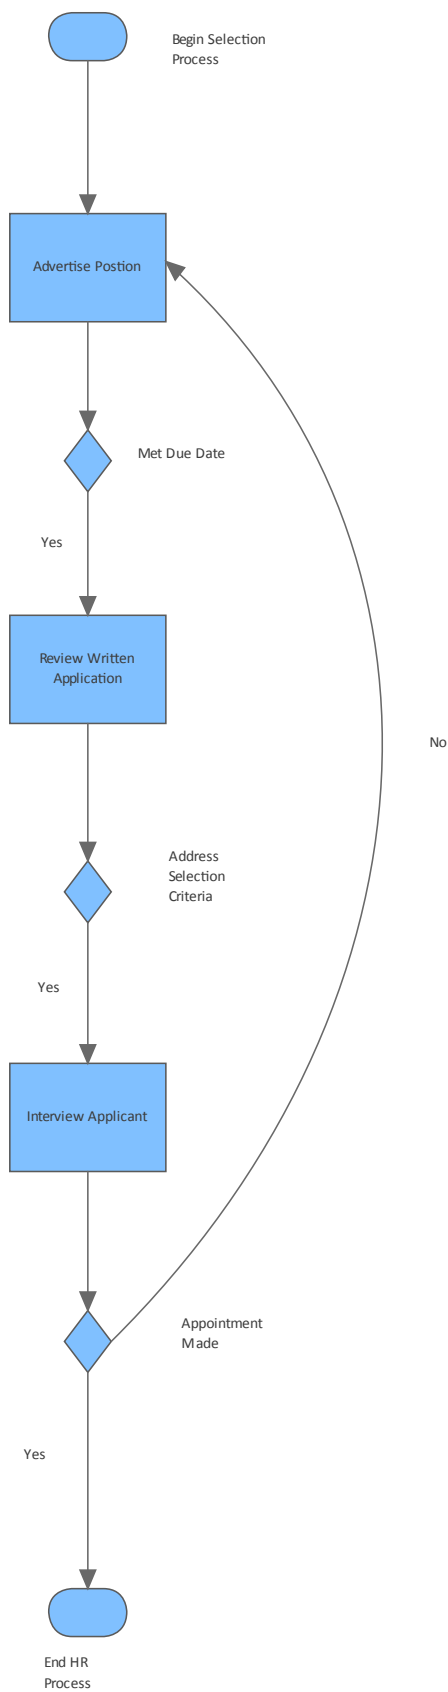 Begin Selection
Process
Advertise Postion
Met Due Date
Yes
Review Written
Application
No
Address
Selection
Criteria
Yes
Interview Applicant
Appointment
Made
Yes
End HR
Process